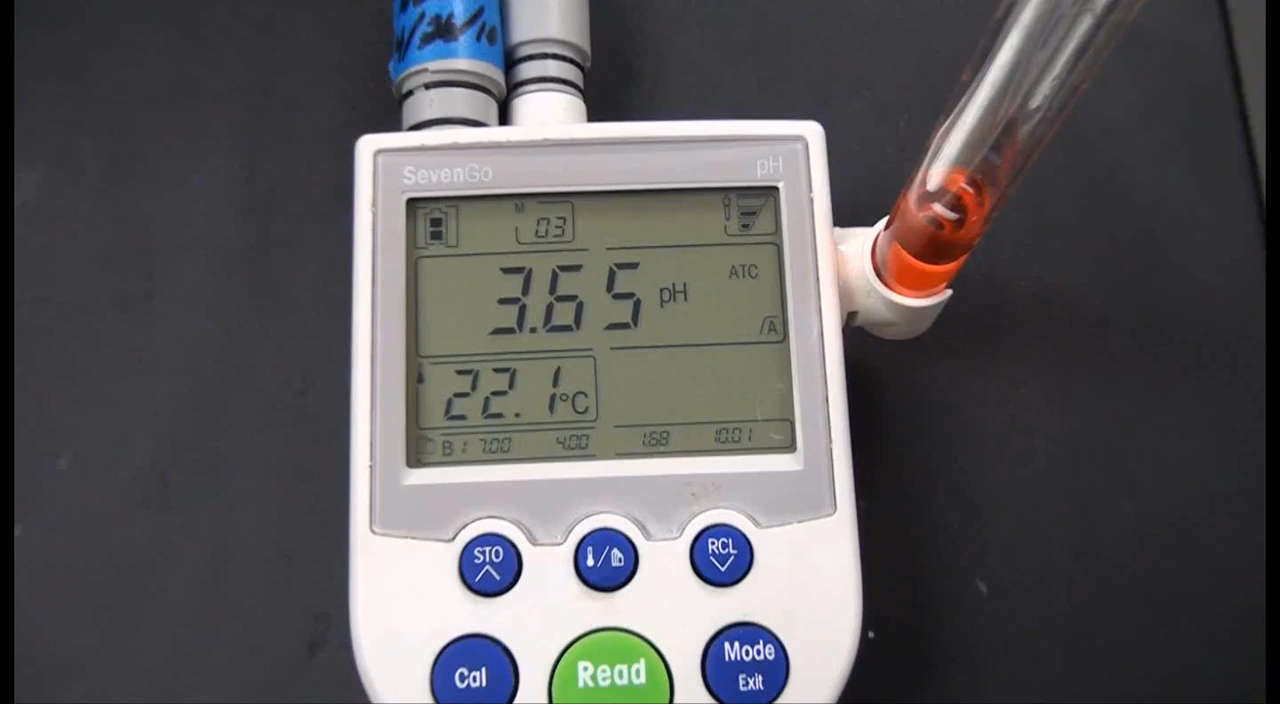 SevenGo pH
M
03
3.65 pH ATC
/A
22.1°C
B1 7.00 4.00 1.68 10.01
STO
RCL
Cal
Read
Mode
Exit